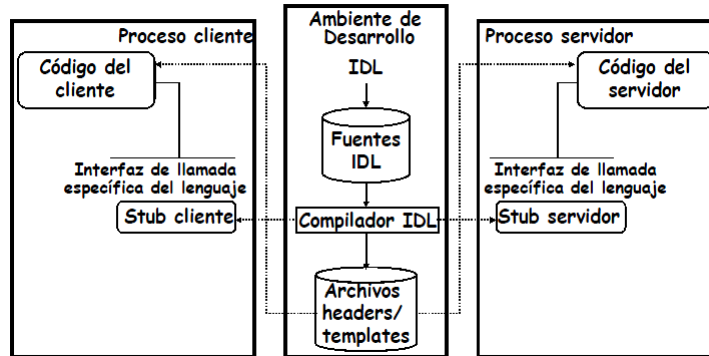 Proceso cliente
Código del
cliente
Interfaz de llamada
específica del lenguaje
Stub cliente
Ambiente de
Desarrollo
IDL
Fuentes
IDL
Compilador IDL
Archivos
headers/
templates
Proceso servidor
Código del
servidor
Interfaz de llamada
específica del lenguaje
Stub servidor